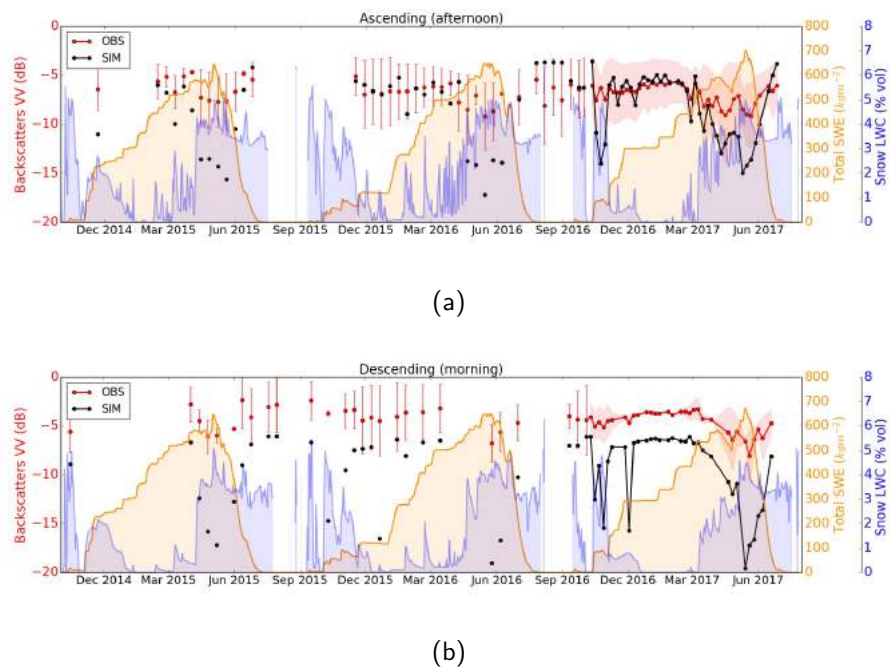 Ascending (afternoon)
OBS
SIM
Backscatters VV (dB)
0
−5
−10
−15
−20
Dec 2014 Mar 2015 Jun 2015 Sep 2015 Dec 2015 Mar 2016 Jun 2016 Sep 2016 Dec 2016 Mar 2017 Jun 2017
800
700
600
500
400
300
200
100
0
Total SWE (kgm⁻²)
8
7
6
5
4
3
2
1
0
Snow LWC (% vol)
(a)
Descending (morning)
OBS
SIM
Backscatters VV (dB)
0
−5
−10
−15
−20
Dec 2014 Mar 2015 Jun 2015 Sep 2015 Dec 2015 Mar 2016 Jun 2016 Sep 2016 Dec 2016 Mar 2017 Jun 2017
800
700
600
500
400
300
200
100
0
Total SWE (kgm⁻²)
8
7
6
5
4
3
2
1
0
Snow LWC (% vol)
(b)